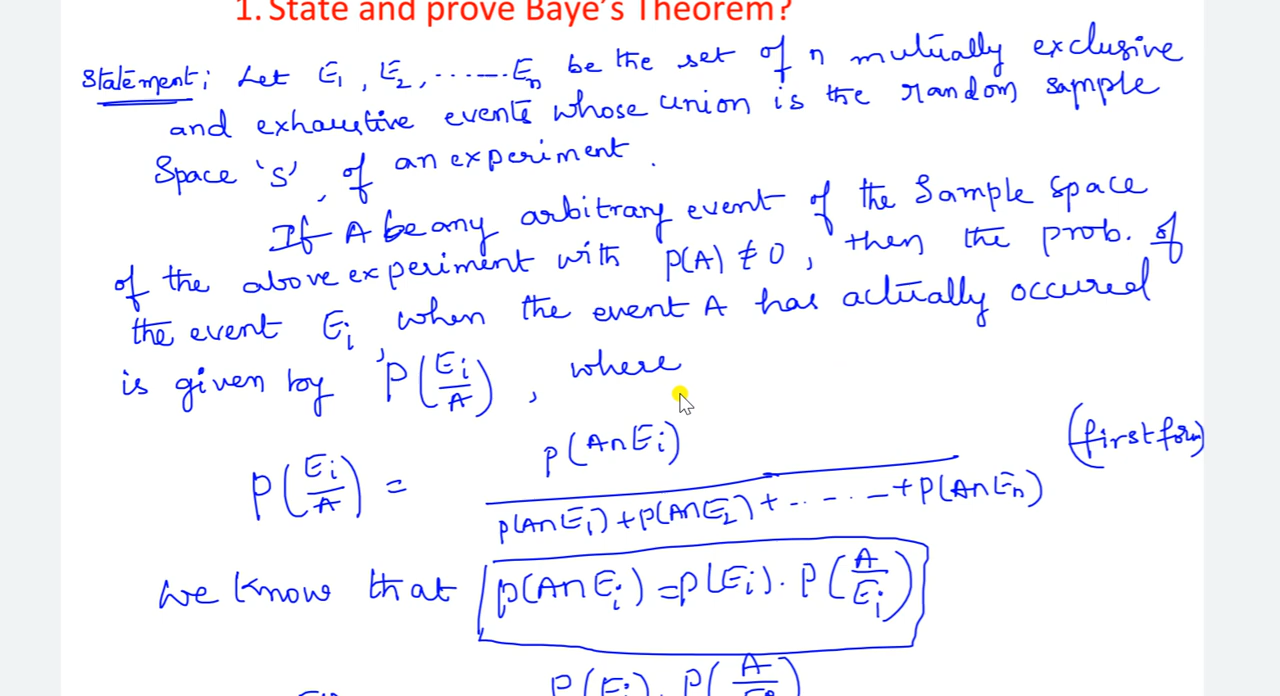 1. State and prove Baye's Theorem?
Statement; Let E₁, E₂, ....... Eₙ be the set of n mutually exclusive
and exhaustive events whose union is the random sample
Space 's', of an experiment.
If A be any arbitrary event of the Sample space
of the above experiment with P(A) ≠ 0, then the prob. of
the event Eᵢ, when the event A has actually occured
is given by P(Eᵢ/A), where
P(Eᵢ/A) = P(A∩Eᵢ) / P(A∩E₁)+P(A∩E₂)+.......+P(A∩Eₙ) (first form)
We know that P(A∩Eᵢ)=P(Eᵢ). P(A/Eᵢ)
P(Eᵢ). P(A/